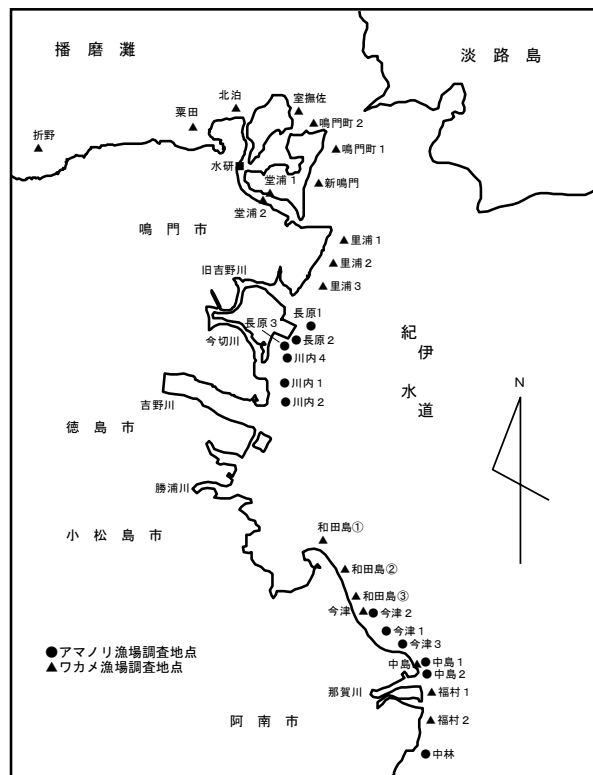 播磨灘
淡路島
北泊
室撫佐
粟田
鳴門町２
折野
鳴門町１
水研
堂浦１
新鳴門
堂浦２
鳴門市
里浦１
里浦２
旧吉野川
里浦３
長原１
長原３
長原２
今切川
川内４
紀伊水道
川内１
吉野川
川内２
N
徳島市
勝浦川
小松島市
和田島①
和田島②
和田島③
今津
今津２
今津１
今津３
●アマノリ漁場調査地点
▲ワカメ漁場調査地点
中島
中島１
中島２
那賀川
福村１
阿南市
福村２
中林